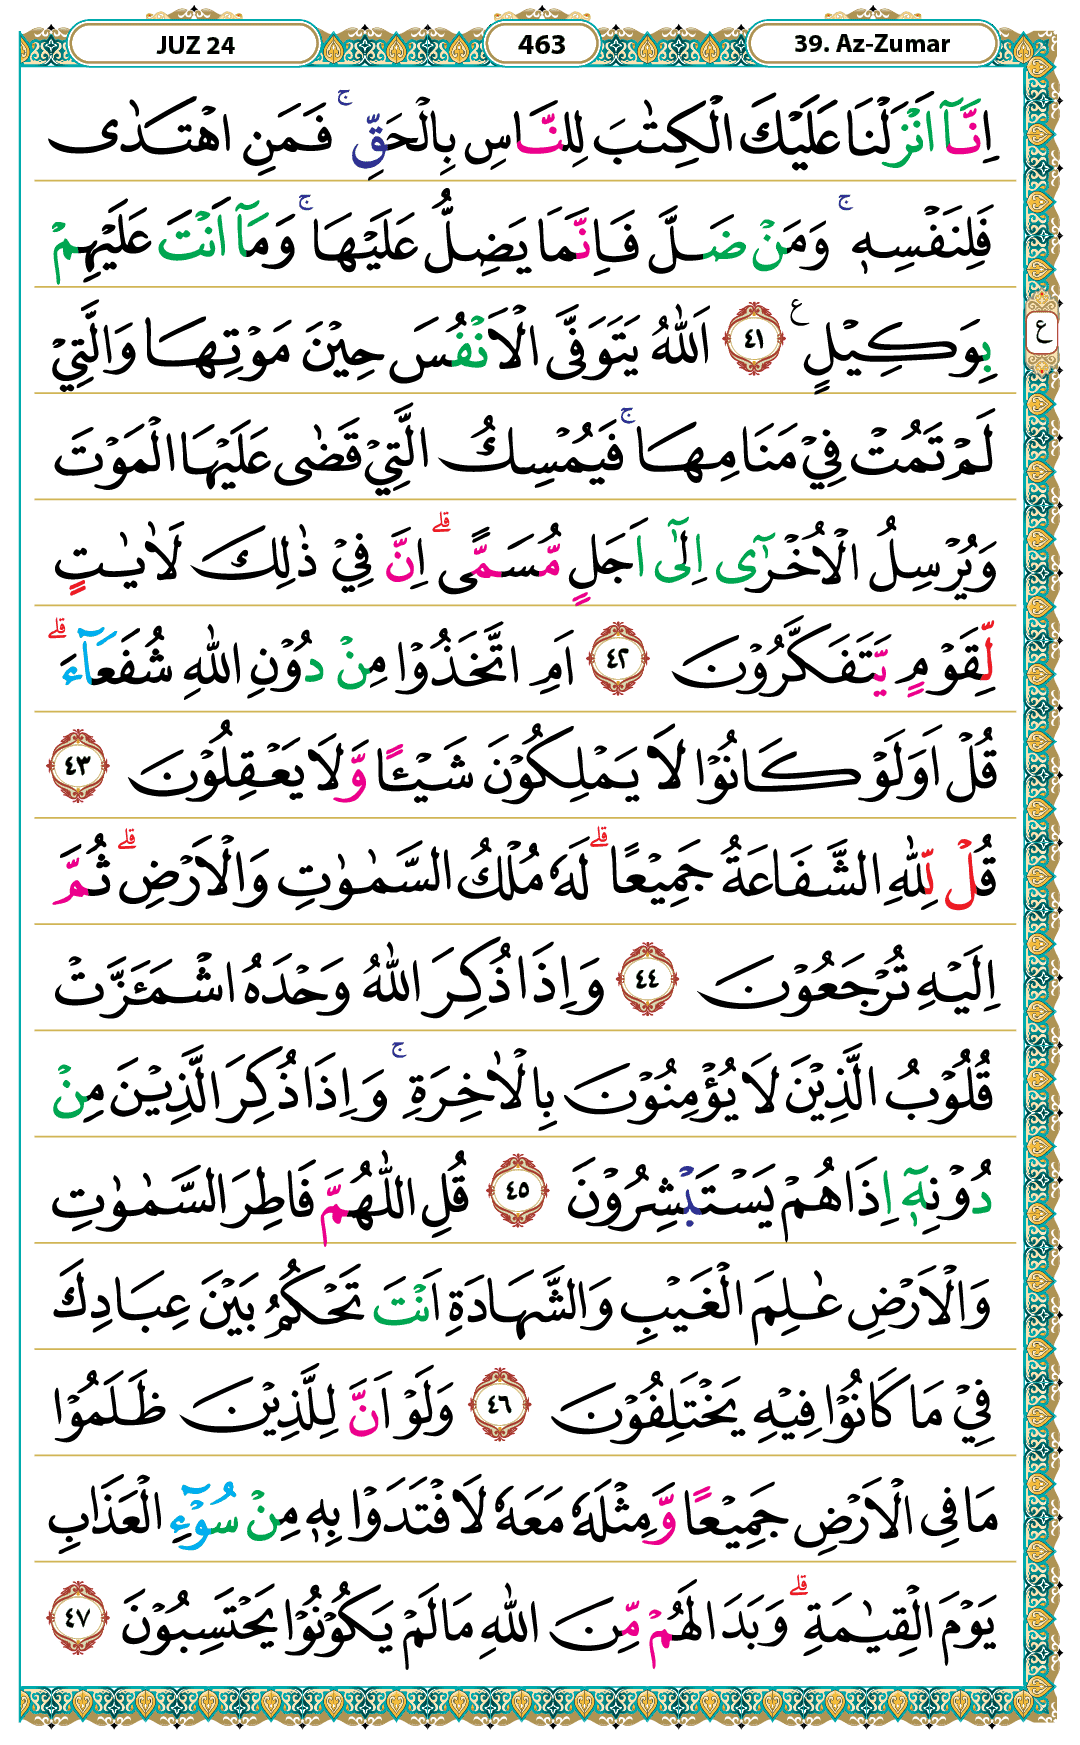 JUZ 24
463
39. Az-Zumar
اِنَّآ اَنْزَلْنَا عَلَيْكَ الْكِتٰبَ لِلنَّاسِ بِالْحَقِّۚ فَمَنِ اهْتَدٰى
فَلِنَفْسِهٖۚ وَمَنْ ضَلَّ فَاِنَّمَا يَضِلُّ عَلَيْهَاۚ وَمَآ اَنْتَ عَلَيْهِمْ
بِوَكِيْلٍ ࣖ ٤١ اَللّٰهُ يَتَوَفَّى الْاَنْفُسَ حِيْنَ مَوْتِهَا وَالَّتِيْ
لَمْ تَمُتْ فِيْ مَنَامِهَاۚ فَيُمْسِكُ الَّتِيْ قَضٰى عَلَيْهَا الْمَوْتَ
وَيُرْسِلُ الْاُخْرٰٓى اِلٰٓى اَجَلٍ مُّسَمًّىۗ اِنَّ فِيْ ذٰلِكَ لَاٰيٰتٍ
لِّقَوْمٍ يَّتَفَكَّرُوْنَ ٤٢ اَمِ اتَّخَذُوْا مِنْ دُوْنِ اللّٰهِ شُفَعَاۤءَۗ
قُلْ اَوَلَوْ كَانُوْا لَا يَمْلِكُوْنَ شَيْـًٔا وَّلَا يَعْقِلُوْنَ ٤٣
قُلْ لِّلّٰهِ الشَّفَاعَةُ جَمِيْعًاۗ لَهٗ مُلْكُ السَّمٰوٰتِ وَالْاَرْضِۗ ثُمَّ
اِلَيْهِ تُرْجَعُوْنَ ٤٤ وَاِذَا ذُكِرَ اللّٰهُ وَحْدَهُ اشْمَـَٔزَّتْ
قُلُوْبُ الَّذِيْنَ لَا يُؤْمِنُوْنَ بِالْاٰخِرَةِۚ وَاِذَا ذُكِرَ الَّذِيْنَ مِنْ
دُوْنِهٖٓ اِذَا هُمْ يَسْتَبْشِرُوْنَ ٤٥ قُلِ اللّٰهُمَّ فَاطِرَ السَّمٰوٰتِ
وَالْاَرْضِ عٰلِمَ الْغَيْبِ وَالشَّهَادَةِ اَنْتَ تَحْكُمُ بَيْنَ عِبَادِكَ
فِيْ مَا كَانُوْا فِيْهِ يَخْتَلِفُوْنَ ٤٦ وَلَوْ اَنَّ لِلَّذِيْنَ ظَلَمُوْا
مَا فِى الْاَرْضِ جَمِيْعًا وَّمِثْلَهٗ مَعَهٗ لَافْتَدَوْا بِهٖ مِنْ سُوْۤءِ الْعَذَابِ
يَوْمَ الْقِيٰمَةِۗ وَبَدَا لَهُمْ مِّنَ اللّٰهِ مَا لَمْ يَكُوْنُوْا يَحْتَسِبُوْنَ ٤٧
ع